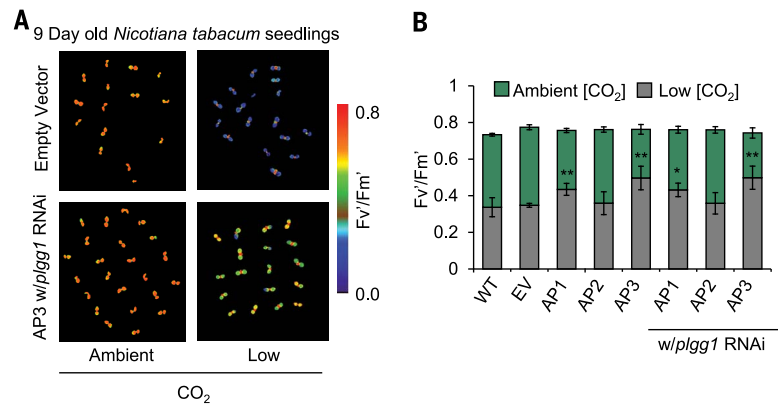 A
9 Day old Nicotiana tabacum seedlings
Empty Vector
AP3 w/plgg1 RNAi
Ambient
Low
CO2
0.8
Fv'/Fm'
0.0
B
Ambient [CO2]
Low [CO2]
Fv'/Fm'
1
0.8
0.6
0.4
0.2
0
**
**
*
**
WT
EV
AP1
AP2
AP3
AP1
AP2
AP3
w/plgg1 RNAi